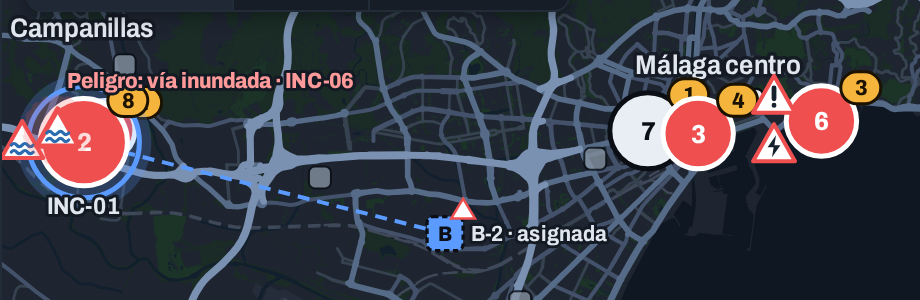 Campanillas
Peligro: vía inundada · INC-06
8
2
INC-01
B
B-2 · asignada
Málaga centro
7
1
3
4
!
6
3